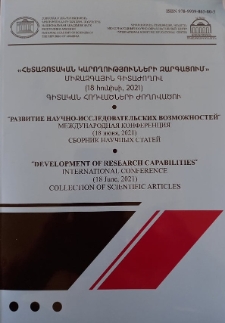 «ՀԵՏԱԶՈՏԱԿԱՆ ԿԱՐՈՂՈՒԹՅՈՒՆՆԵՐԻ ԶԱՐԳԱՑՈՒՄ»
ՄԻՋԱԶԳԱՅԻՆ ԳԻՏԱԺՈՂՈՎ
(18 հունիսի, 2021)
ԳԻՏԱԿԱՆ ՀՈԴՎԱԾՆԵՐԻ ԺՈՂՈՎԱԾՈՒ
"РАЗВИТИЕ НАУЧНО-ИССЛЕДОВАТЕЛЬСКИХ ВОЗМОЖНОСТЕЙ"
МЕЖДУНАРОДНАЯ КОНФЕРЕНЦИЯ
(18 июня, 2021)
СБОРНИК НАУЧНЫХ СТАТЕЙ
"DEVELOPMENT OF RESEARCH CAPABILITIES"
INTERNATIONAL CONFERENCE
(18 June, 2021)
COLLECTION OF SCIENTIFIC ARTICLES